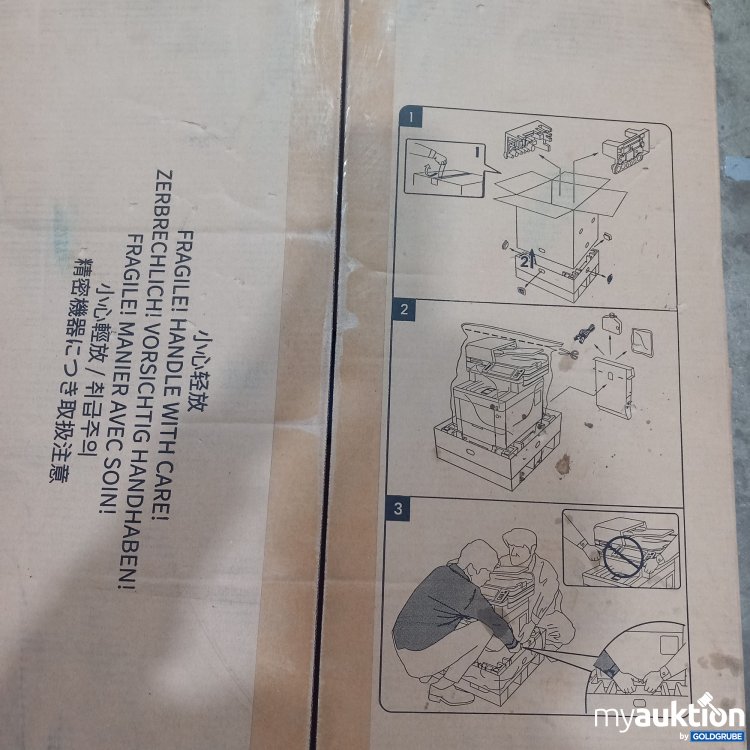 小心轻放
FRAGILE! HANDLE WITH CARE!
ZERBRECHLICH! VORSICHTIG HANDHABEN!
FRAGILE! MANIER AVEC SOIN!
小心輕放 / 취급주의
精密機器につき取扱注意
1
1
2
2
3
myauktion
by GOLDGRUBE